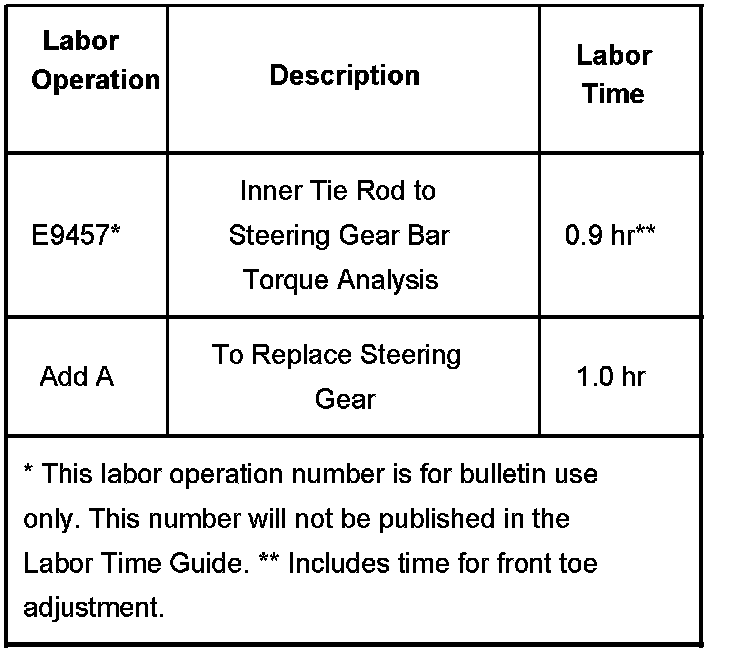 Labor
Operation
Description
Labor
Time
E9457*
Inner Tie Rod to
Steering Gear Bar
Torque Analysis
0.9 hr**
Add A
To Replace Steering
Gear
1.0 hr
* This labor operation number is for bulletin use
only. This number will not be published in the
Labor Time Guide. ** Includes time for front toe
adjustment.